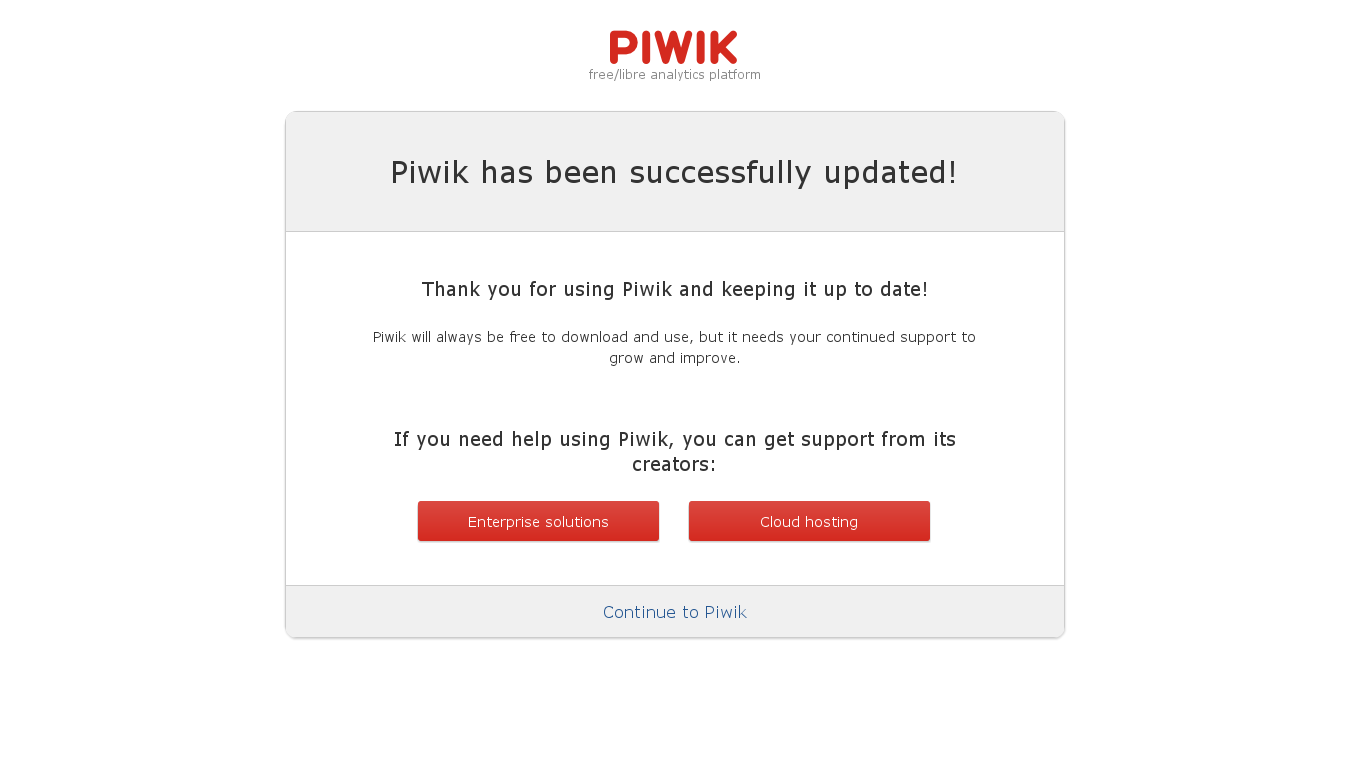 PIWIK
free/libre analytics platform
Piwik has been successfully updated!
Thank you for using Piwik and keeping it up to date!
Piwik will always be free to download and use, but it needs your continued support to
grow and improve.
If you need help using Piwik, you can get support from its
creators:
Enterprise solutions
Cloud hosting
Continue to Piwik